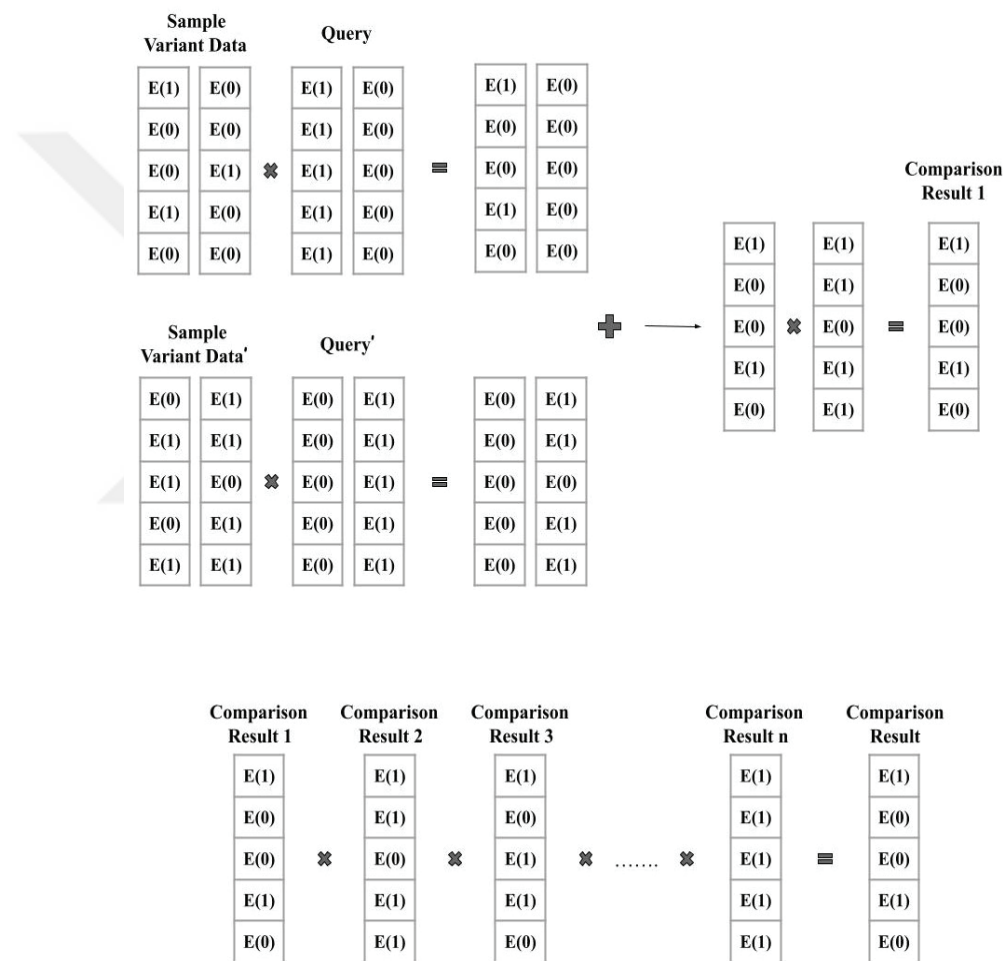 Sample
Variant Data
Query
E(1) E(0) E(1) E(0) E(1) E(0)
E(0) E(0) E(1) E(0) E(0) E(0)
E(0) E(1) E(1) E(0) E(0) E(0)
E(1) E(0) E(1) E(0) E(1) E(0)
E(0) E(0) E(1) E(0) E(0) E(0)
Sample
Variant Data'
Query'
E(0) E(1) E(0) E(1) E(0) E(1)
E(1) E(1) E(0) E(1) E(0) E(1)
E(1) E(0) E(0) E(1) E(0) E(0)
E(0) E(1) E(0) E(1) E(0) E(1)
E(1) E(1) E(0) E(1) E(0) E(1)
Comparison
Result 1
E(1) E(1) E(1)
E(0) E(1) E(0)
E(0) E(0) E(0)
E(1) E(1) E(1)
E(0) E(1) E(0)
Comparison Comparison Comparison Comparison Comparison
Result 1 Result 2 Result 3 Result n Result
E(1) E(1) E(1) E(1) E(1)
E(0) E(1) E(0) E(1) E(0)
E(0) E(0) E(1) ....... E(1) E(0)
E(1) E(1) E(1) E(1) E(1)
E(0) E(1) E(0) E(1) E(0)